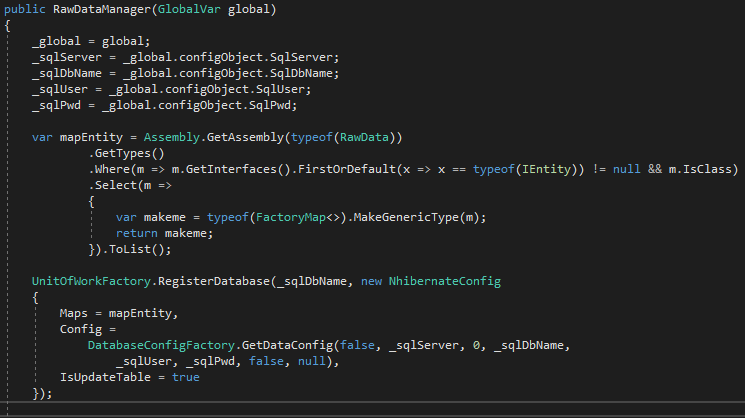 public RawDataManager(GlobalVar global)
{
    _global = global;
    _sqlServer = _global.configObject.SqlServer;
    _sqlDbName = _global.configObject.SqlDbName;
    _sqlUser = _global.configObject.SqlUser;
    _sqlPwd = _global.configObject.SqlPwd;

    var mapEntity = Assembly.GetAssembly(typeof(RawData))
            .GetTypes()
            .Where(m => m.GetInterfaces().FirstOrDefault(x => x == typeof(IEntity)) != null && m.IsClass)
            .Select(m =>
            {
                var makeme = typeof(FactoryMap<>).MakeGenericType(m);
                return makeme;
            }).ToList();

    UnitOfWorkFactory.RegisterDatabase(_sqlDbName, new NhibernateConfig
    {
        Maps = mapEntity,
        Config =
            DatabaseConfigFactory.GetDataConfig(false, _sqlServer, 0, _sqlDbName,
                _sqlUser, _sqlPwd, false, null),
        IsUpdateTable = true
    });